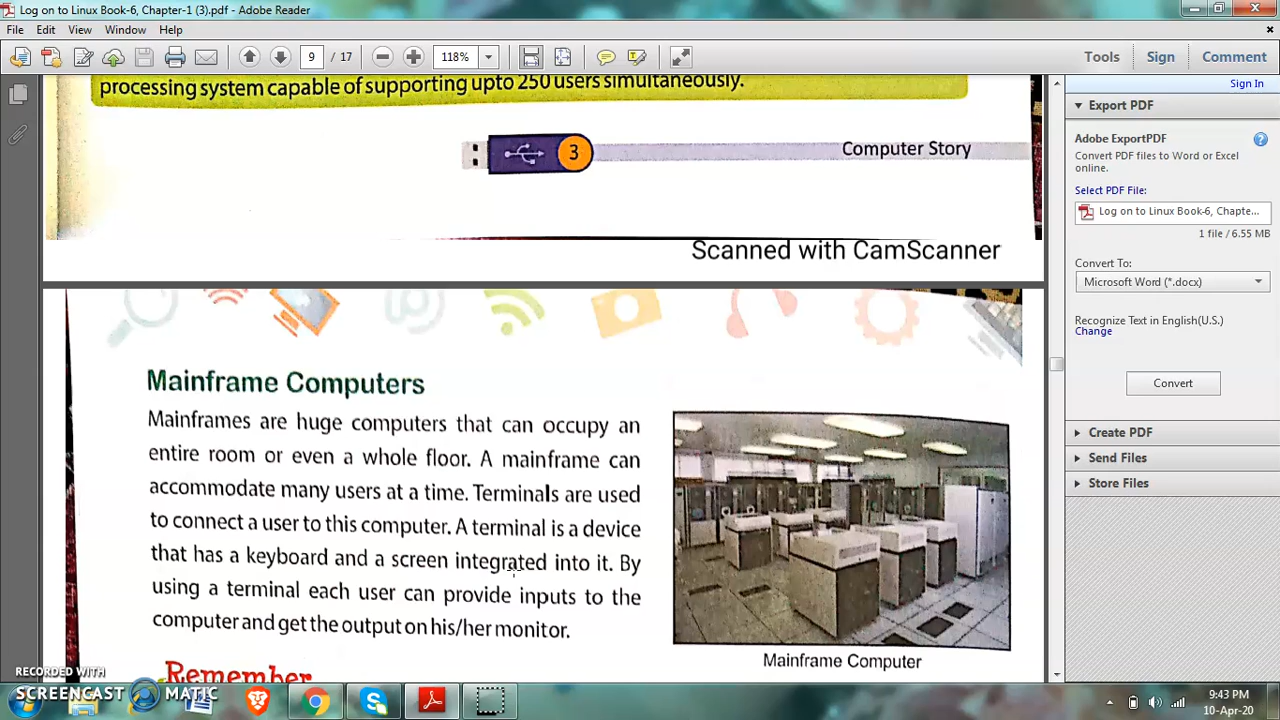 Log on to Linux Book-6, Chapter-1 (3).pdf - Adobe Reader
File Edit View Window Help
9 / 17 118% Tools Sign Comment
Sign In
Export PDF
Adobe ExportPDF
Convert PDF files to Word or Excel
online.
Select PDF File:
Log on to Linux Book-6, Chapte...
1 file / 6.55 MB
Convert To:
Microsoft Word (*.docx)
Recognize Text in English(U.S.)
Change
Convert
Create PDF
Send Files
Store Files
processing system capable of supporting upto 250 users simultaneously.
3 Computer Story
Scanned with CamScanner
Mainframe Computers
Mainframes are huge computers that can occupy an
entire room or even a whole floor. A mainframe can
accommodate many users at a time. Terminals are used
to connect a user to this computer. A terminal is a device
that has a keyboard and a screen integrated into it. By
using a terminal each user can provide inputs to the
computer and get the output on his/her monitor.
Mainframe Computer
Remember
RECORDED WITH
SCREENCAST MATIC
9:43 PM
10-Apr-20